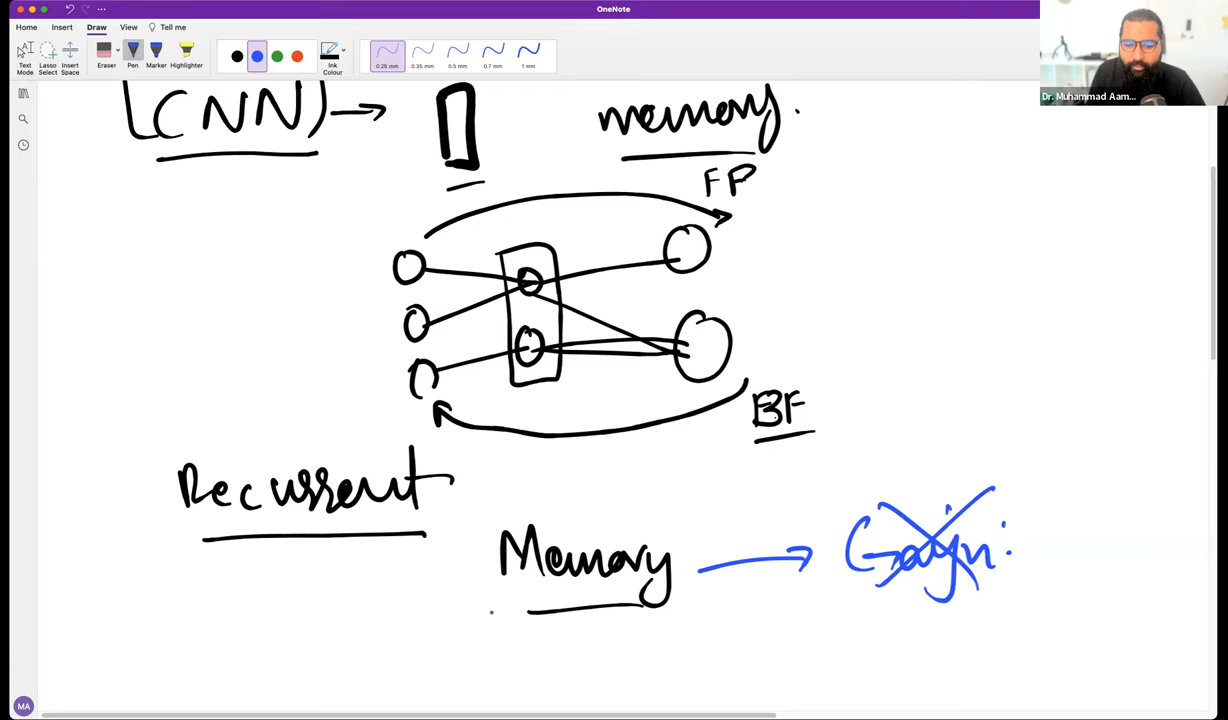 OneNote
Home Insert Draw View Tell me
Text Mode Lasso Select Insert Space Eraser Pen Marker Highlighter Ink Colour 0.25 mm 0.35 mm 0.5 mm 0.7 mm 1 mm
Dr. Muhammad Aam...
(CNN) memory.
FP
BF
Recurrent
Memory
MA